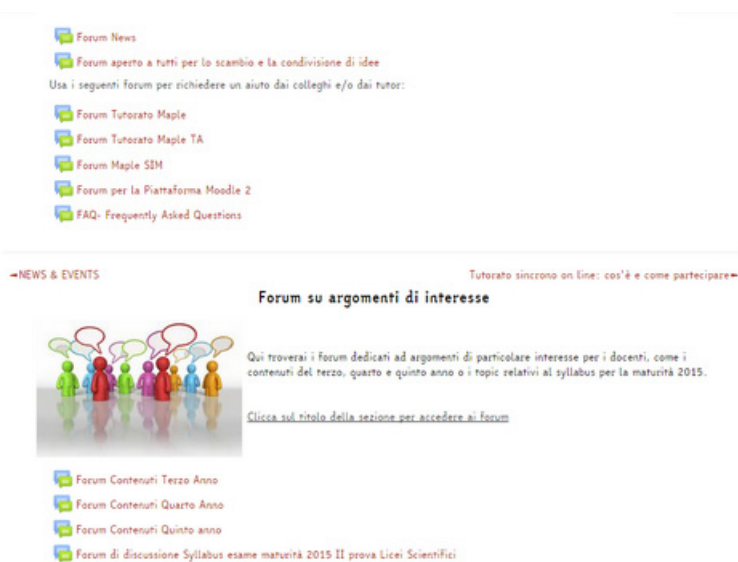 Forum News
Forum aperto a tutti per lo scambio e la condivisione di idee
Usa i seguenti forum per richiedere un aiuto dai colleghi e/o dai tutor:
Forum Tutorato Maple
Forum Tutorato Maple TA
Forum Maple SIM
Forum per la Piattaforma Moodle 2
FAQ- Frequently Asked Questions
→NEWS & EVENTS
Tutorato sincrono on line: cos'è e come partecipare←
Forum su argomenti di interesse
Qui troverai i forum dedicati ad argomenti di particolare interesse per i docenti, come i
contenuti del terzo, quarto e quinto anno o i topic relativi al syllabus per la maturità 2015.
Clicca sul titolo della sezione per accedere ai forum
Forum Contenuti Terzo Anno
Forum Contenuti Quarto Anno
Forum Contenuti Quinto anno
Forum di discussione Syllabus esame maturità 2015 II prova Licei Scientifici